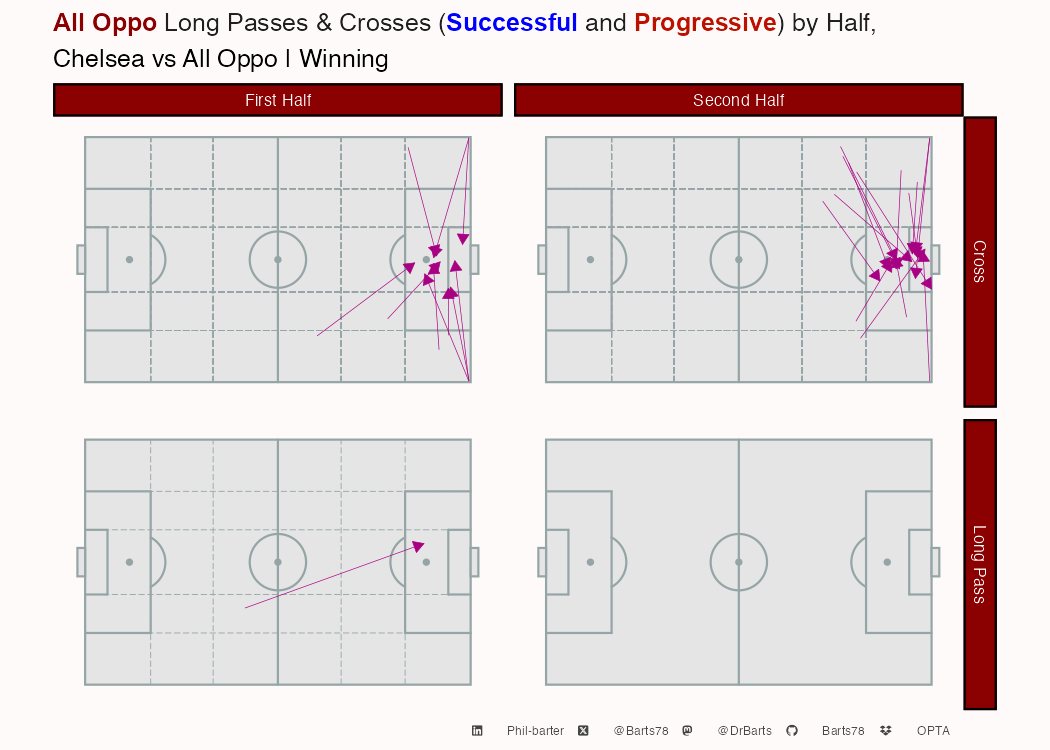 All Oppo Long Passes & Crosses (Successful and Progressive) by Half,
Chelsea vs All Oppo | Winning
First Half
Second Half
Cross
Long Pass
Phil-barter @Barts78 @DrBarts Barts78 OPTA